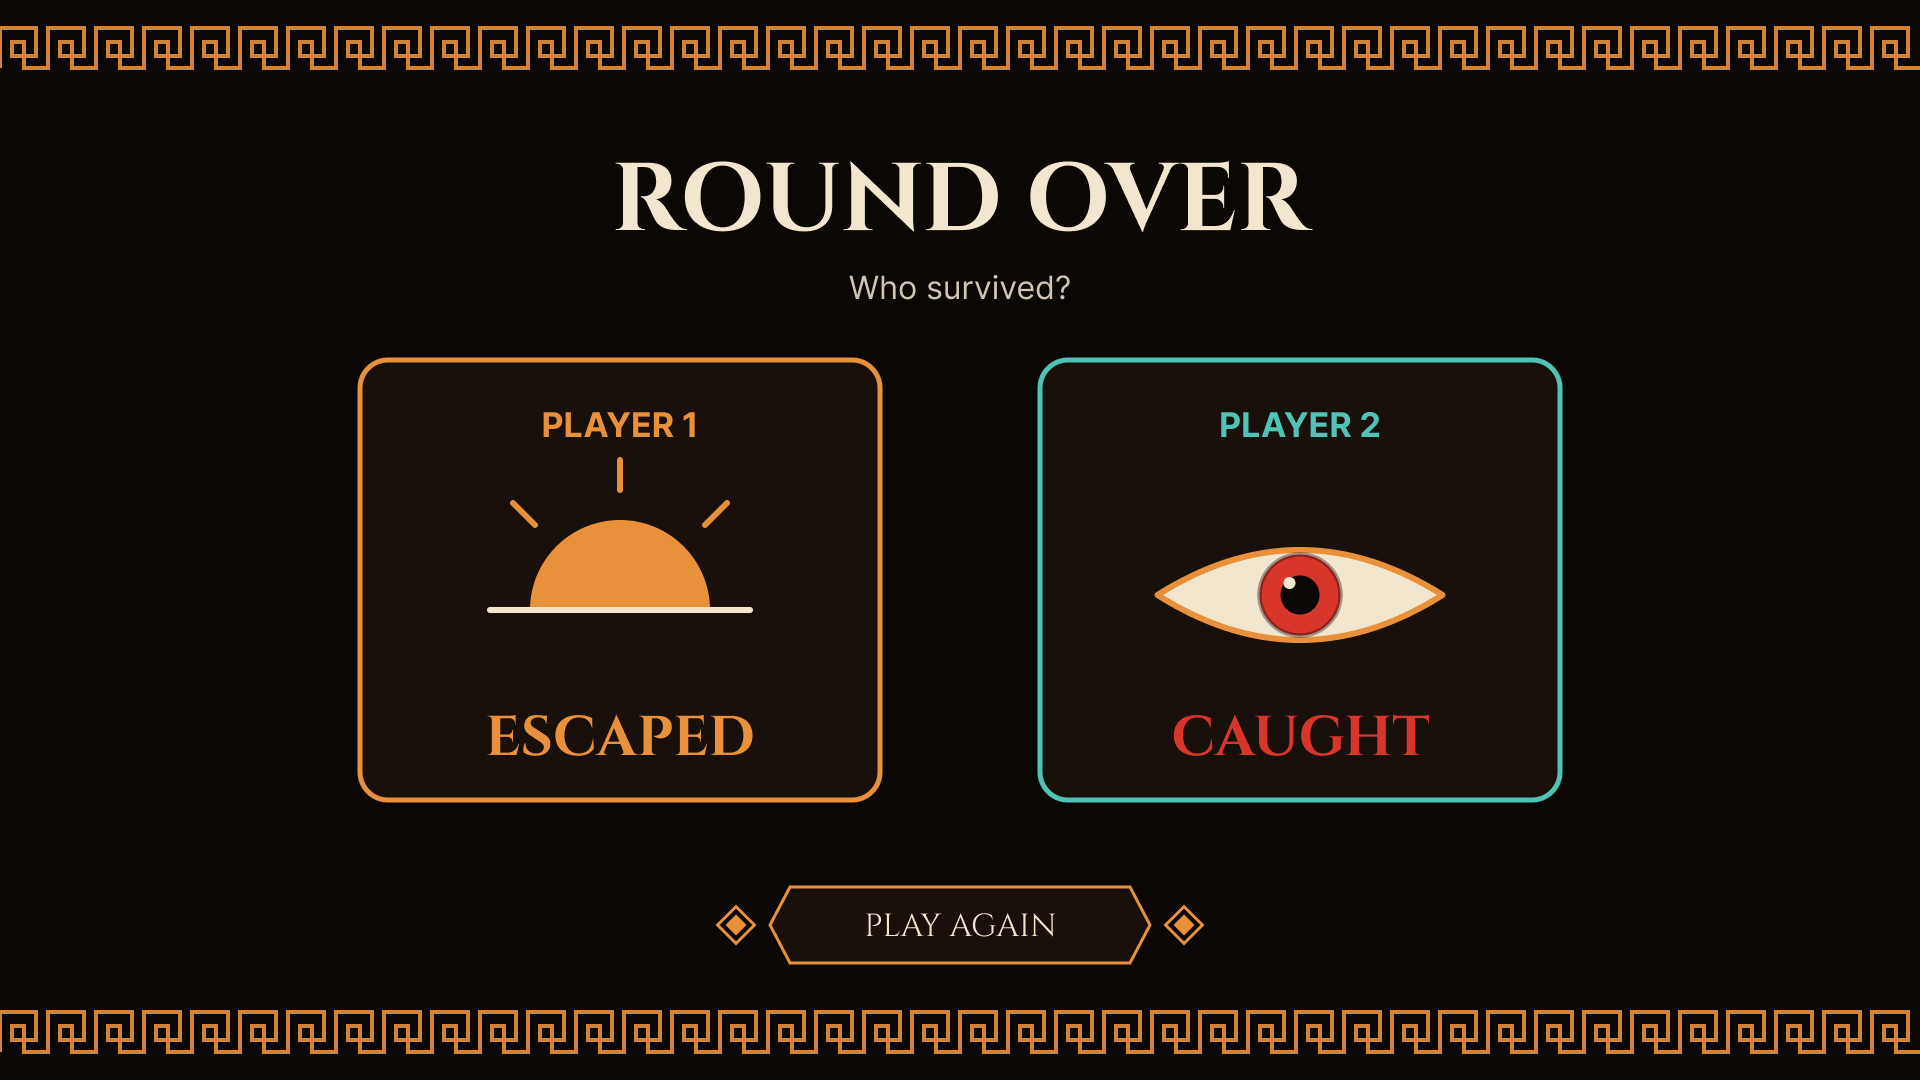 ROUND OVER
Who survived?
PLAYER 1
ESCAPED
PLAYER 2
CAUGHT
PLAY AGAIN